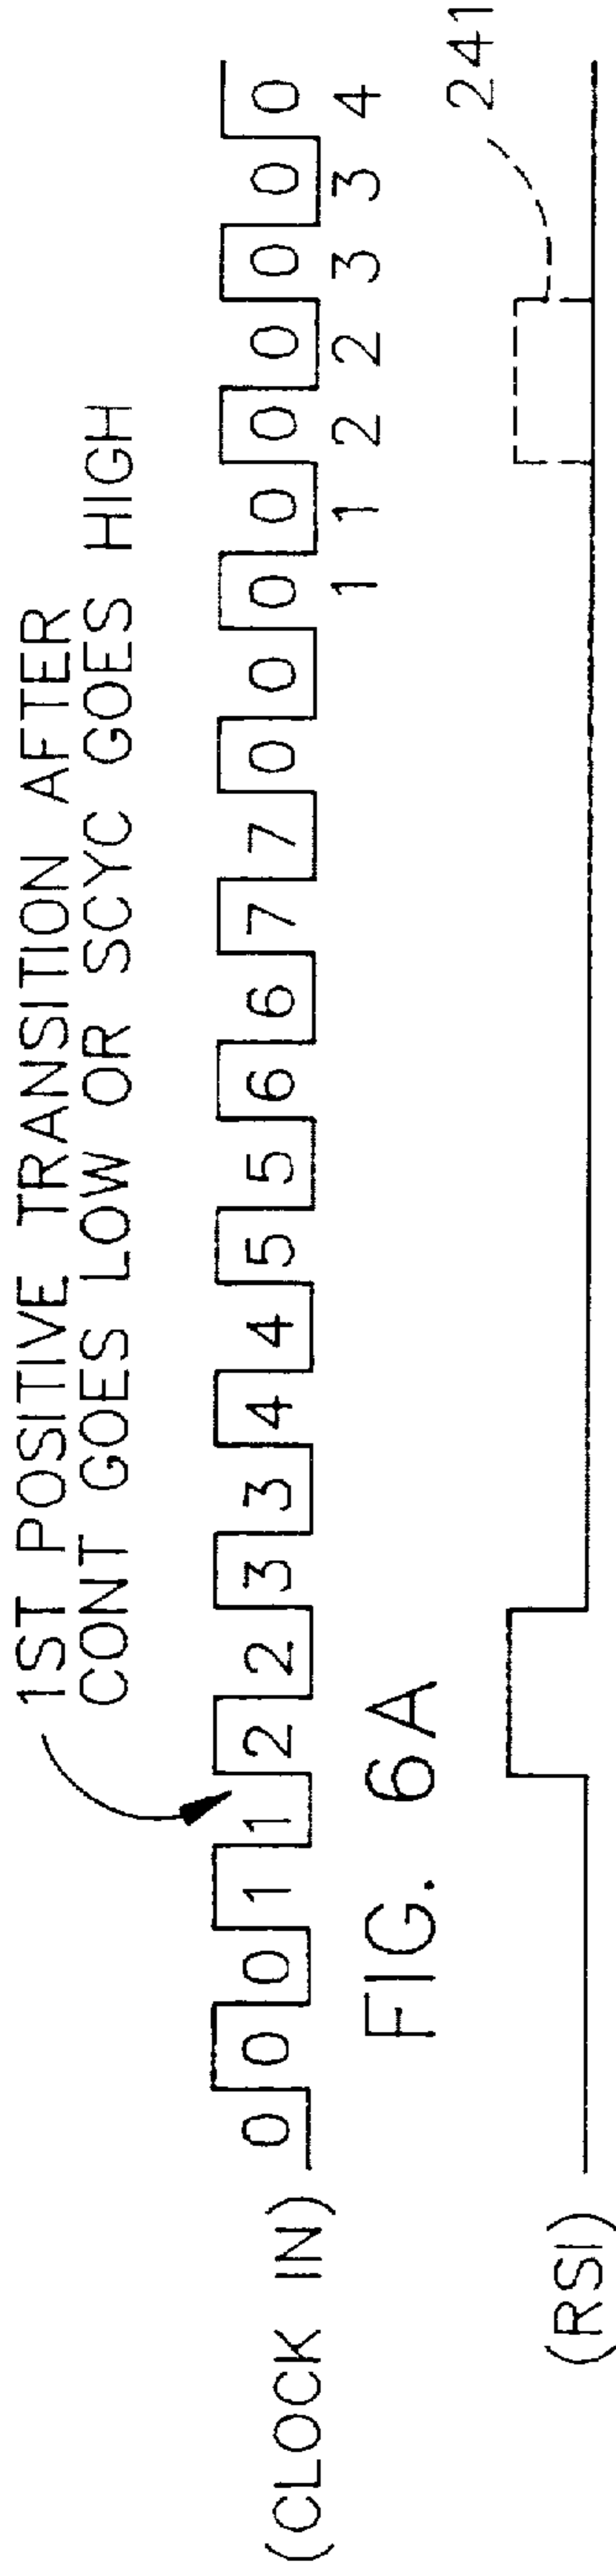 1ST POSITIVE TRANSITION AFTER
CONT GOES LOW OR SCYC GOES HIGH
(CLOCK IN) 0 0 0 1 1 2 2 3 3 4 4 5 5 6 6 7 7 0 0 0 0 0 0 0 0 0
1 1 2 2 3 3 4
FIG. 6A
241
(RSI)